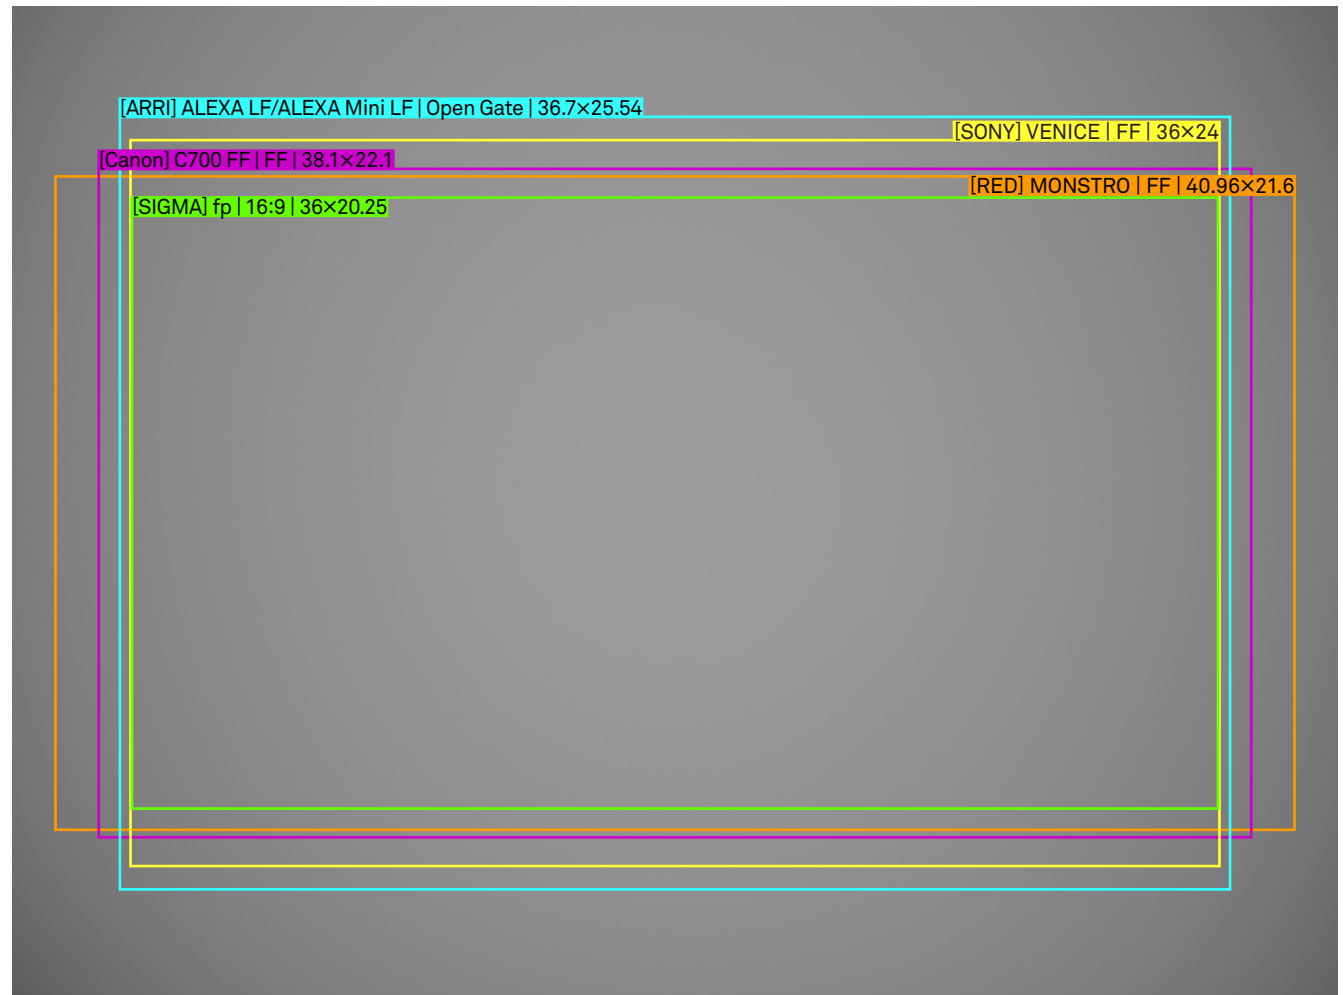 [ARRI] ALEXA LF/ALEXA Mini LF | Open Gate | 36.7×25.54
[SONY] VENICE | FF | 36×24
[Canon] C700 FF | FF | 38.1×22.1
[RED] MONSTRO | FF | 40.96×21.6
[SIGMA] fp | 16:9 | 36×20.25